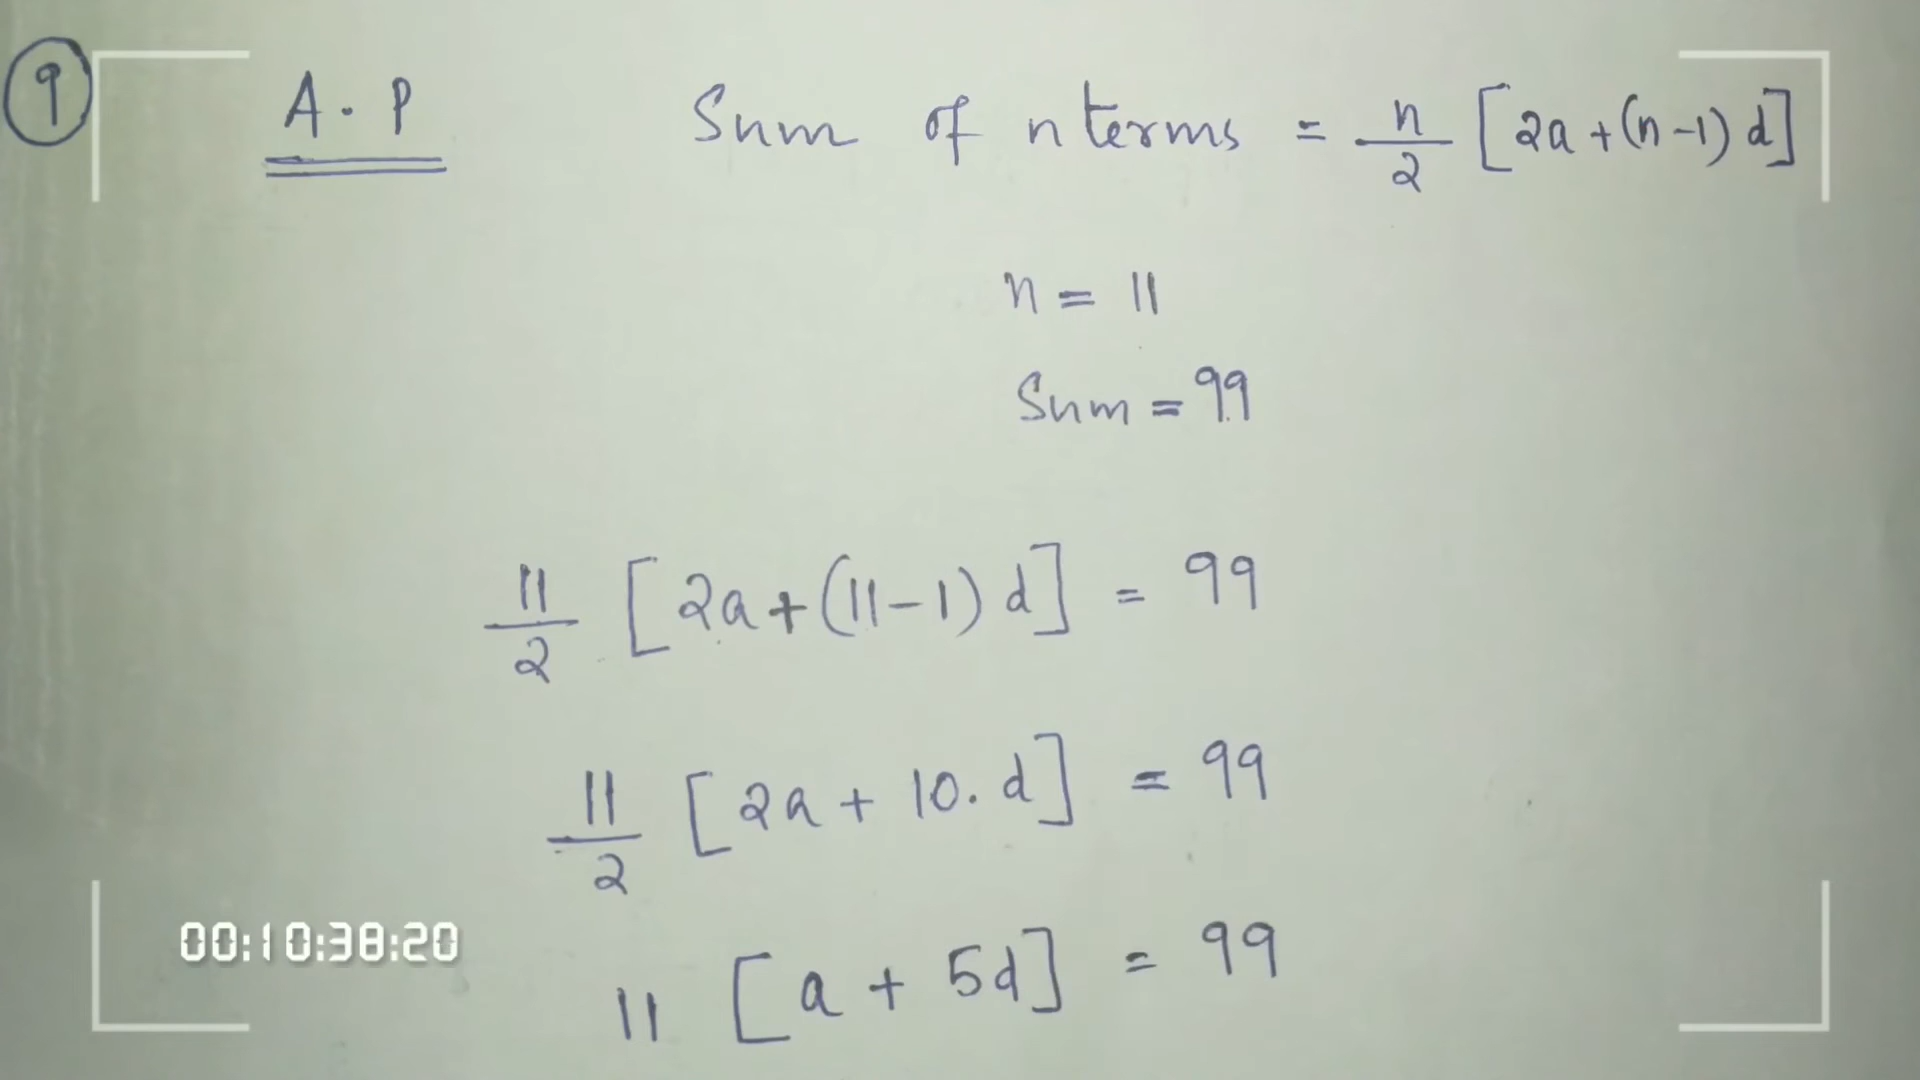 9
A.P Sum of n terms = n/2 [2a + (n-1) d]
n = 11
Sum = 99
11/2 [2a + (11-1) d] = 99
11/2 [2a + 10. d] = 99
11 [a + 5d] = 99
00:10:38:20